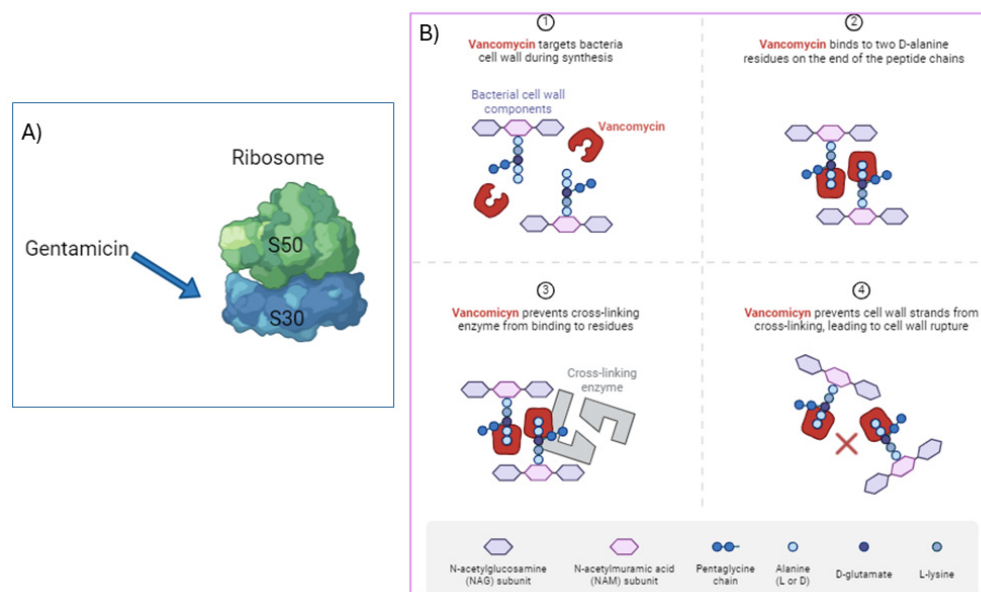 A)
Ribosome
Gentamicin
S50
S30
B)
1
Vancomycin targets bacteria
cell wall during synthesis
Bacterial cell wall
components
Vancomycin
2
Vancomycin binds to two D-alanine
residues on the end of the peptide chains
3
Vancomicyn prevents cross-linking
enzyme from binding to residues
Cross-linking
enzyme
4
Vancomicyn prevents cell wall strands from
cross-linking, leading to cell wall rupture
N-acetylglucosamine
(NAG) subunit
N-acetylmuramic acid
(NAM) subunit
Pentaglycine
chain
Alanine
(L or D)
D-glutamate
L-lysine